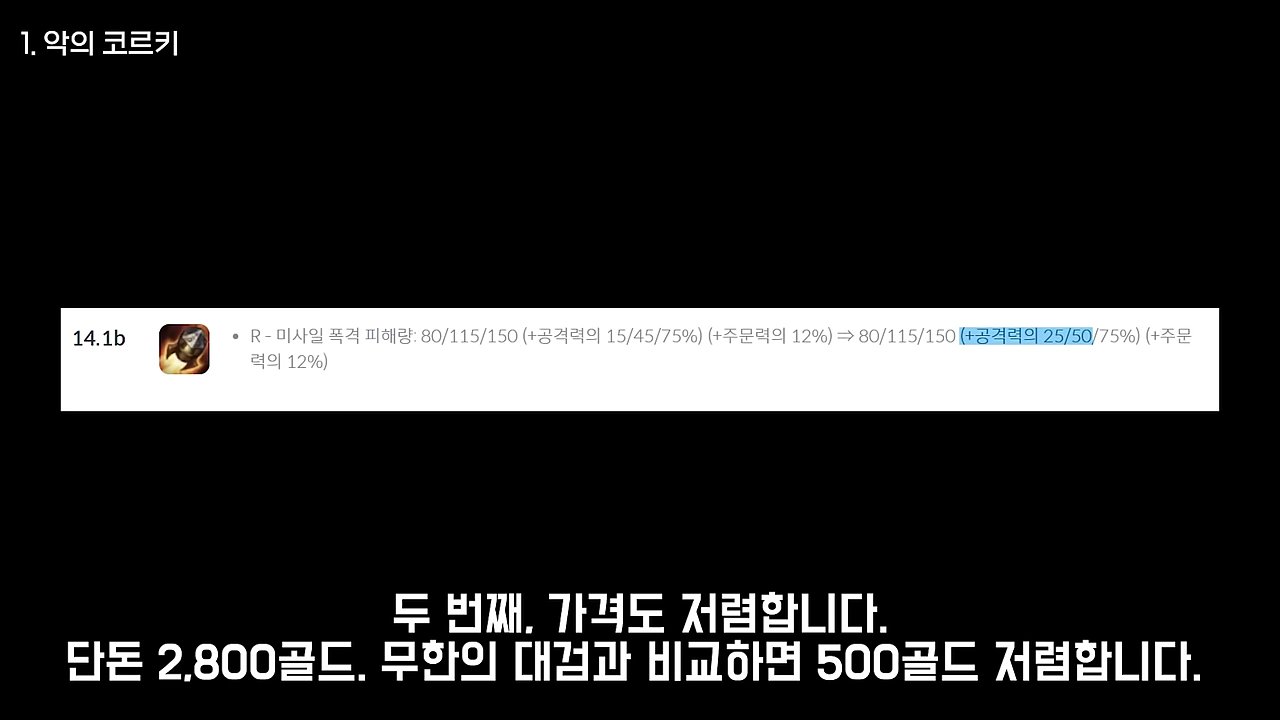 1. 악의 코르키
14.1b
• R - 미사일 폭격 피해량: 80/115/150 (+공격력의 15/45/75%) (+주문력의 12%) ⇒ 80/115/150 (+공격력의 25/50/75%) (+주문
력의 12%)
두 번째, 가격도 저렴합니다.
단돈 2,800골드. 무한의 대검과 비교하면 500골드 저렴합니다.